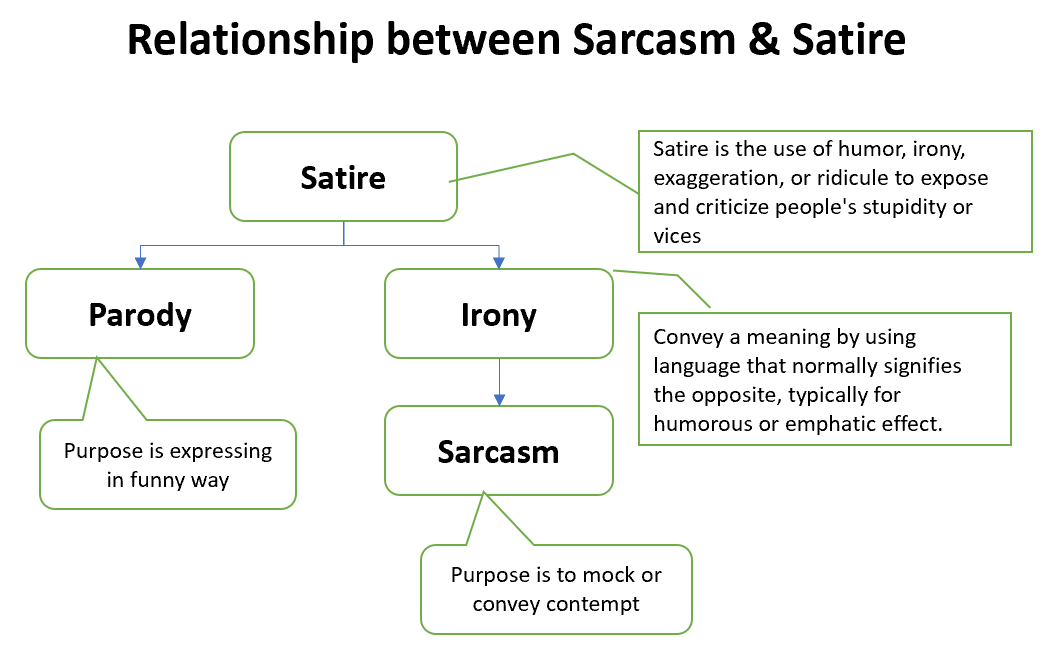 Relationship between Sarcasm & Satire
Satire
Satire is the use of humor, irony,
exaggeration, or ridicule to expose
and criticize people's stupidity or
vices
Parody
Irony
Convey a meaning by using
language that normally signifies
the opposite, typically for
humorous or emphatic effect.
Purpose is expressing
in funny way
Sarcasm
Purpose is to mock or
convey contempt